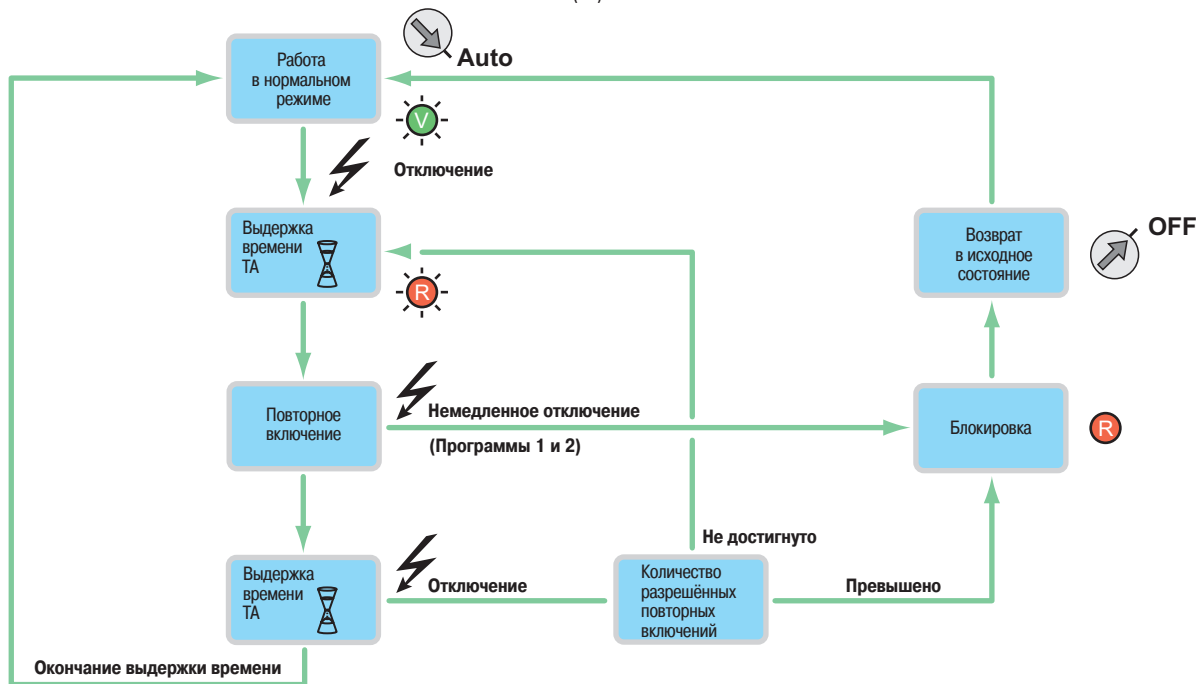 Работа
в нормальном
режиме
Auto
V
Отключение
Выдержка
времени
TA
R
Возврат
в исходное
состояние
OFF
Повторное
включение
Немедленное отключение
(Программы 1 и 2)
Блокировка
R
Не достигнуто
Выдержка
времени
TA
Отключение
Количество
разрешённых
повторных
включений
Превышено
Окончание выдержки времени